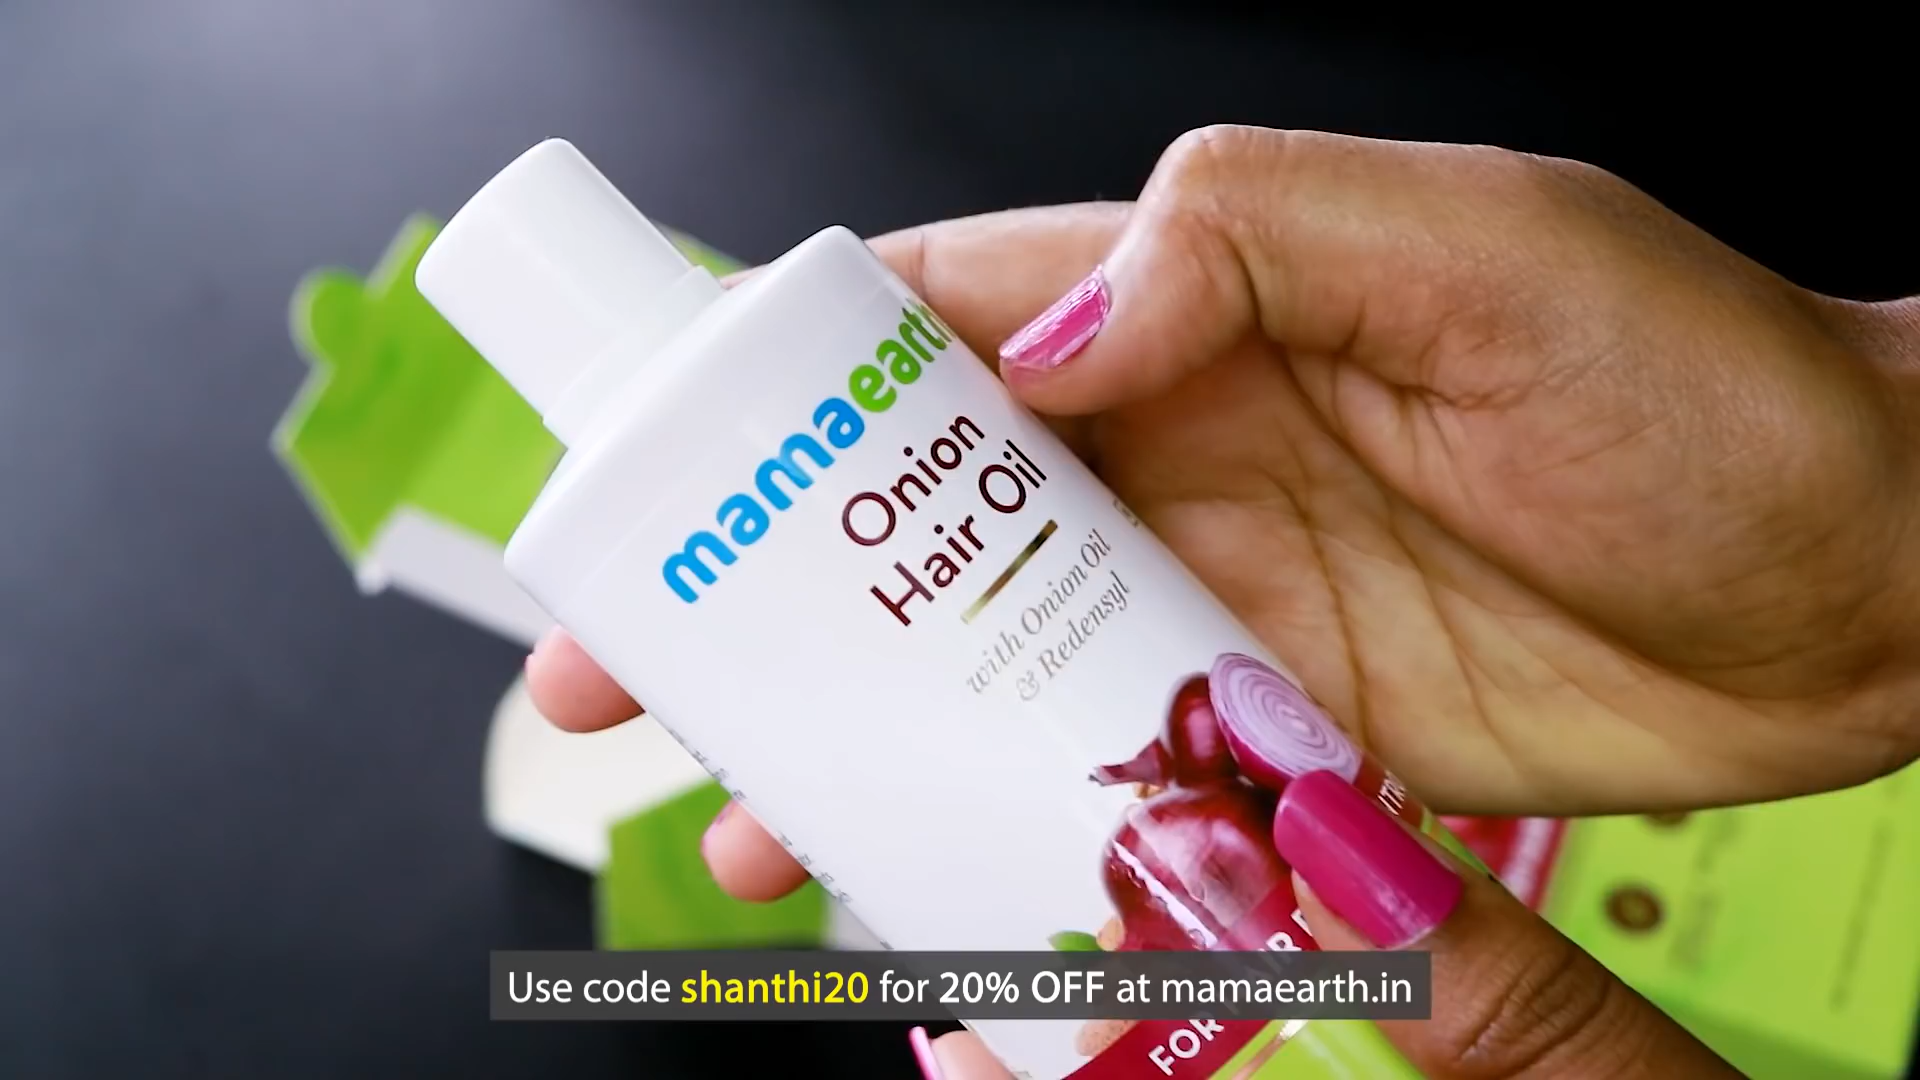 mamaearth
Onion
Hair Oil
with Onion Oil
& Redensyl
Use code shanthi20 for 20% OFF at mamaearth.in